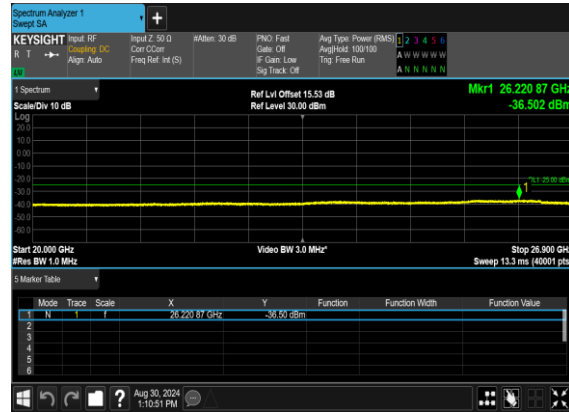 Spectrum Analyzer 1
Swept SA
+
KEYSIGHT Input: RF Input Z: 50 Ω #Atten: 30 dB PNO: Fast Avg Type: Power (RMS) 1 2 3 4 5 6
R T Coupling: DC Corr CCorr Gate: Off Avg|Hold: 100/100 A W W W W W
Align: Auto Freq Ref: Int (S) IF Gain: Low Trig: Free Run
Sig Track: Off A N N N N N
LV
1 Spectrum Ref Lvl Offset 15.53 dB Mkr1 26.220 87 GHz
Scale/Div 10 dB Ref Level 30.00 dBm -36.502 dBm
Log
20.0
10.0
0.00
-10.0
-20.0
DL1 -25.00 dBm
1
-30.0
-40.0
-50.0
-60.0
Start 20.000 GHz Video BW 3.0 MHz* Stop 26.900 GHz
#Res BW 1.0 MHz Sweep 13.3 ms (40001 pts)
5 Marker Table
Mode Trace Scale X Y Function Function Width Function Value
1 N 1 f 26.220 87 GHz -36.50 dBm
2
3
4
5
6
? Aug 30, 2024
1:10:51 PM